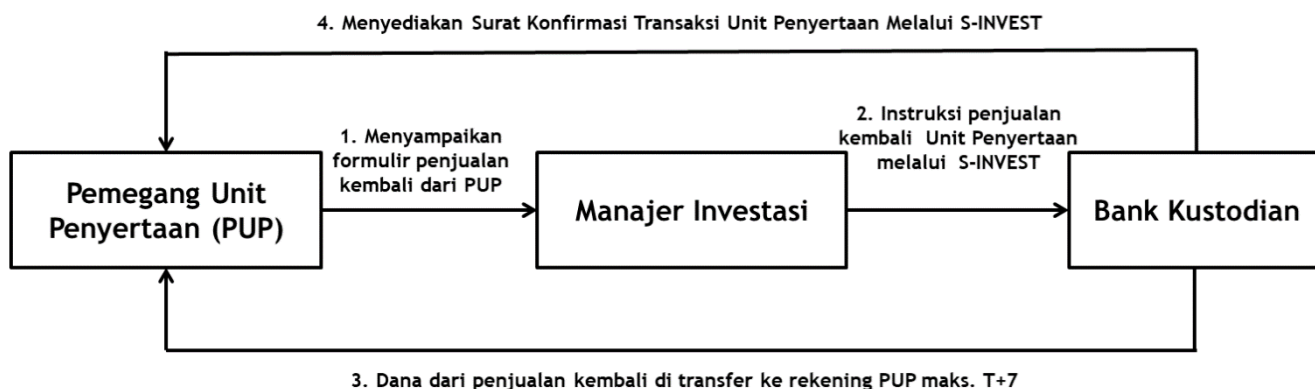 4. Menyediakan Surat Konfirmasi Transaksi Unit Penyertaan Melalui S-INVEST
Pemegang Unit
Penyertaan (PUP)
1. Menyampaikan
formulir penjualan
kembali dari PUP
Manajer Investasi
2. Instruksi penjualan
kembali Unit Penyertaan
melalui S-INVEST
Bank Kustodian
3. Dana dari penjualan kembali di transfer ke rekening PUP maks. T+7